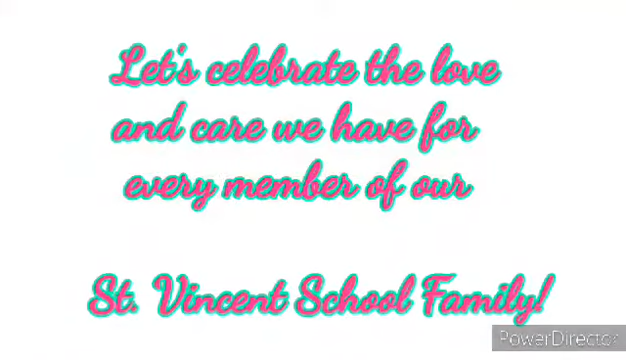 Let's celebrate the love
and care we have for
every member of our
St. Vincent School Family!
PowerDirector